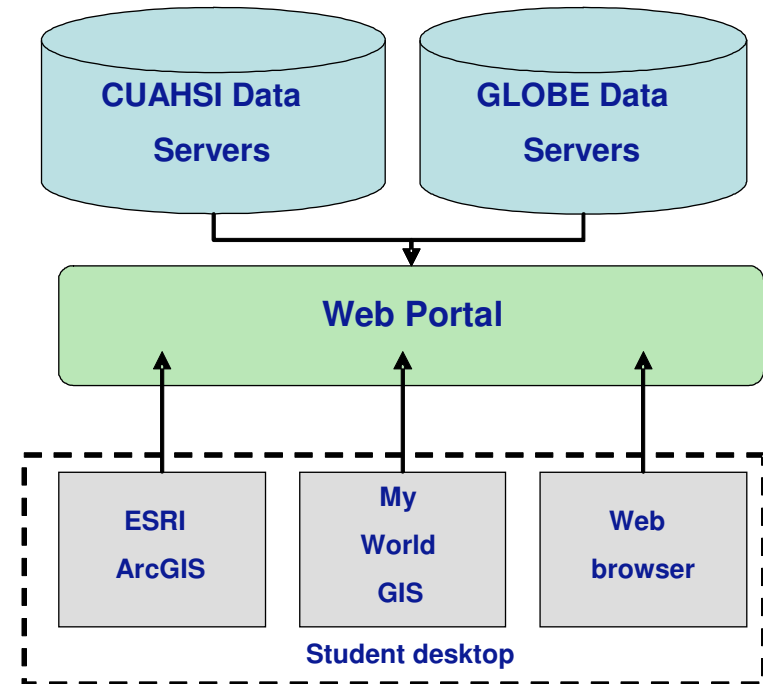 CUAHSI Data
Servers
GLOBE Data
Servers
Web Portal
ESRI
ArcGIS
My
World
GIS
Web
browser
Student desktop